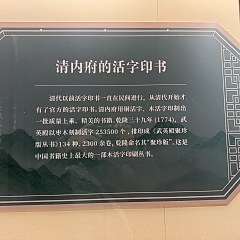 清内府的活字印书
清代以前活字印书一直在民间进行。从清代开始才
有了官方的活字印书。清内府用铜活字、木活字印制出
一批质量上乘、精美的书籍。乾隆三十九年(1774)，武
英殿以枣木刻制活字253500个，排印成《武英殿聚珍
版丛书》134种，2300余卷，乾隆命名其"聚珍版"。这是
中国书籍史上最大的一部木活字印刷丛书。